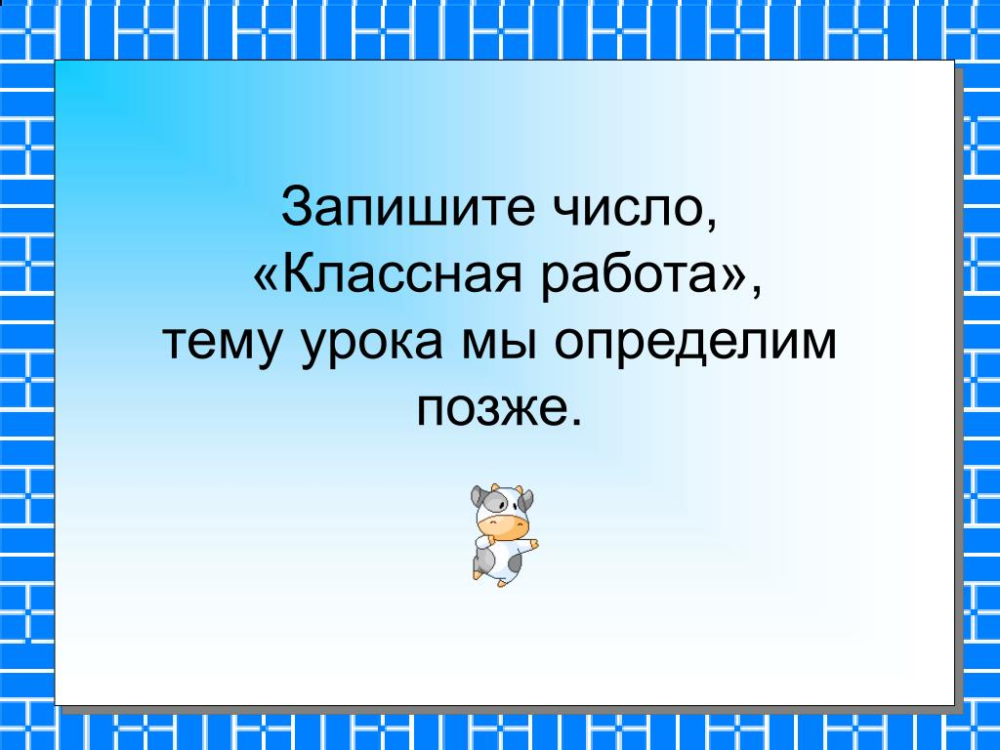 Запишите число,
«Классная работа»,
тему урока мы определим
позже.